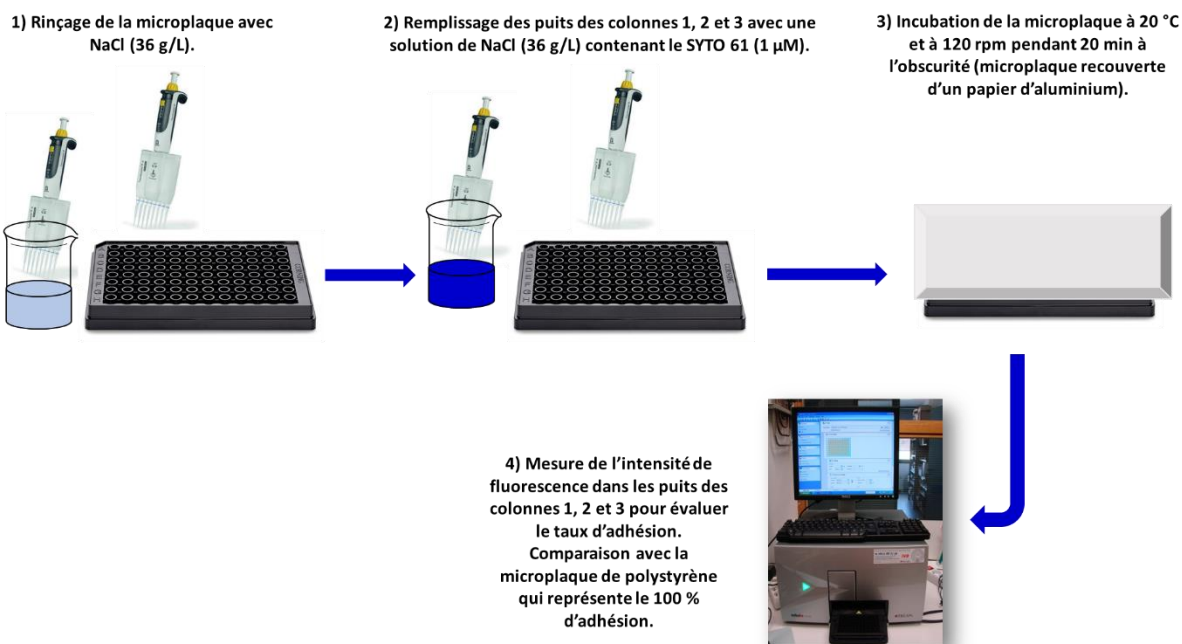 1) Rinçage de la microplaque avec
NaCl (36 g/L).
2) Remplissage des puits des colonnes 1, 2 et 3 avec une
solution de NaCl (36 g/L) contenant le SYTO 61 (1 µM).
3) Incubation de la microplaque à 20 °C
et à 120 rpm pendant 20 min à
l’obscurité (microplaque recouverte
d’un papier d’aluminium).
4) Mesure de l’intensité de
fluorescence dans les puits des
colonnes 1, 2 et 3 pour évaluer
le taux d’adhésion.
Comparaison avec la
microplaque de polystyrène
qui représente le 100 %
d’adhésion.